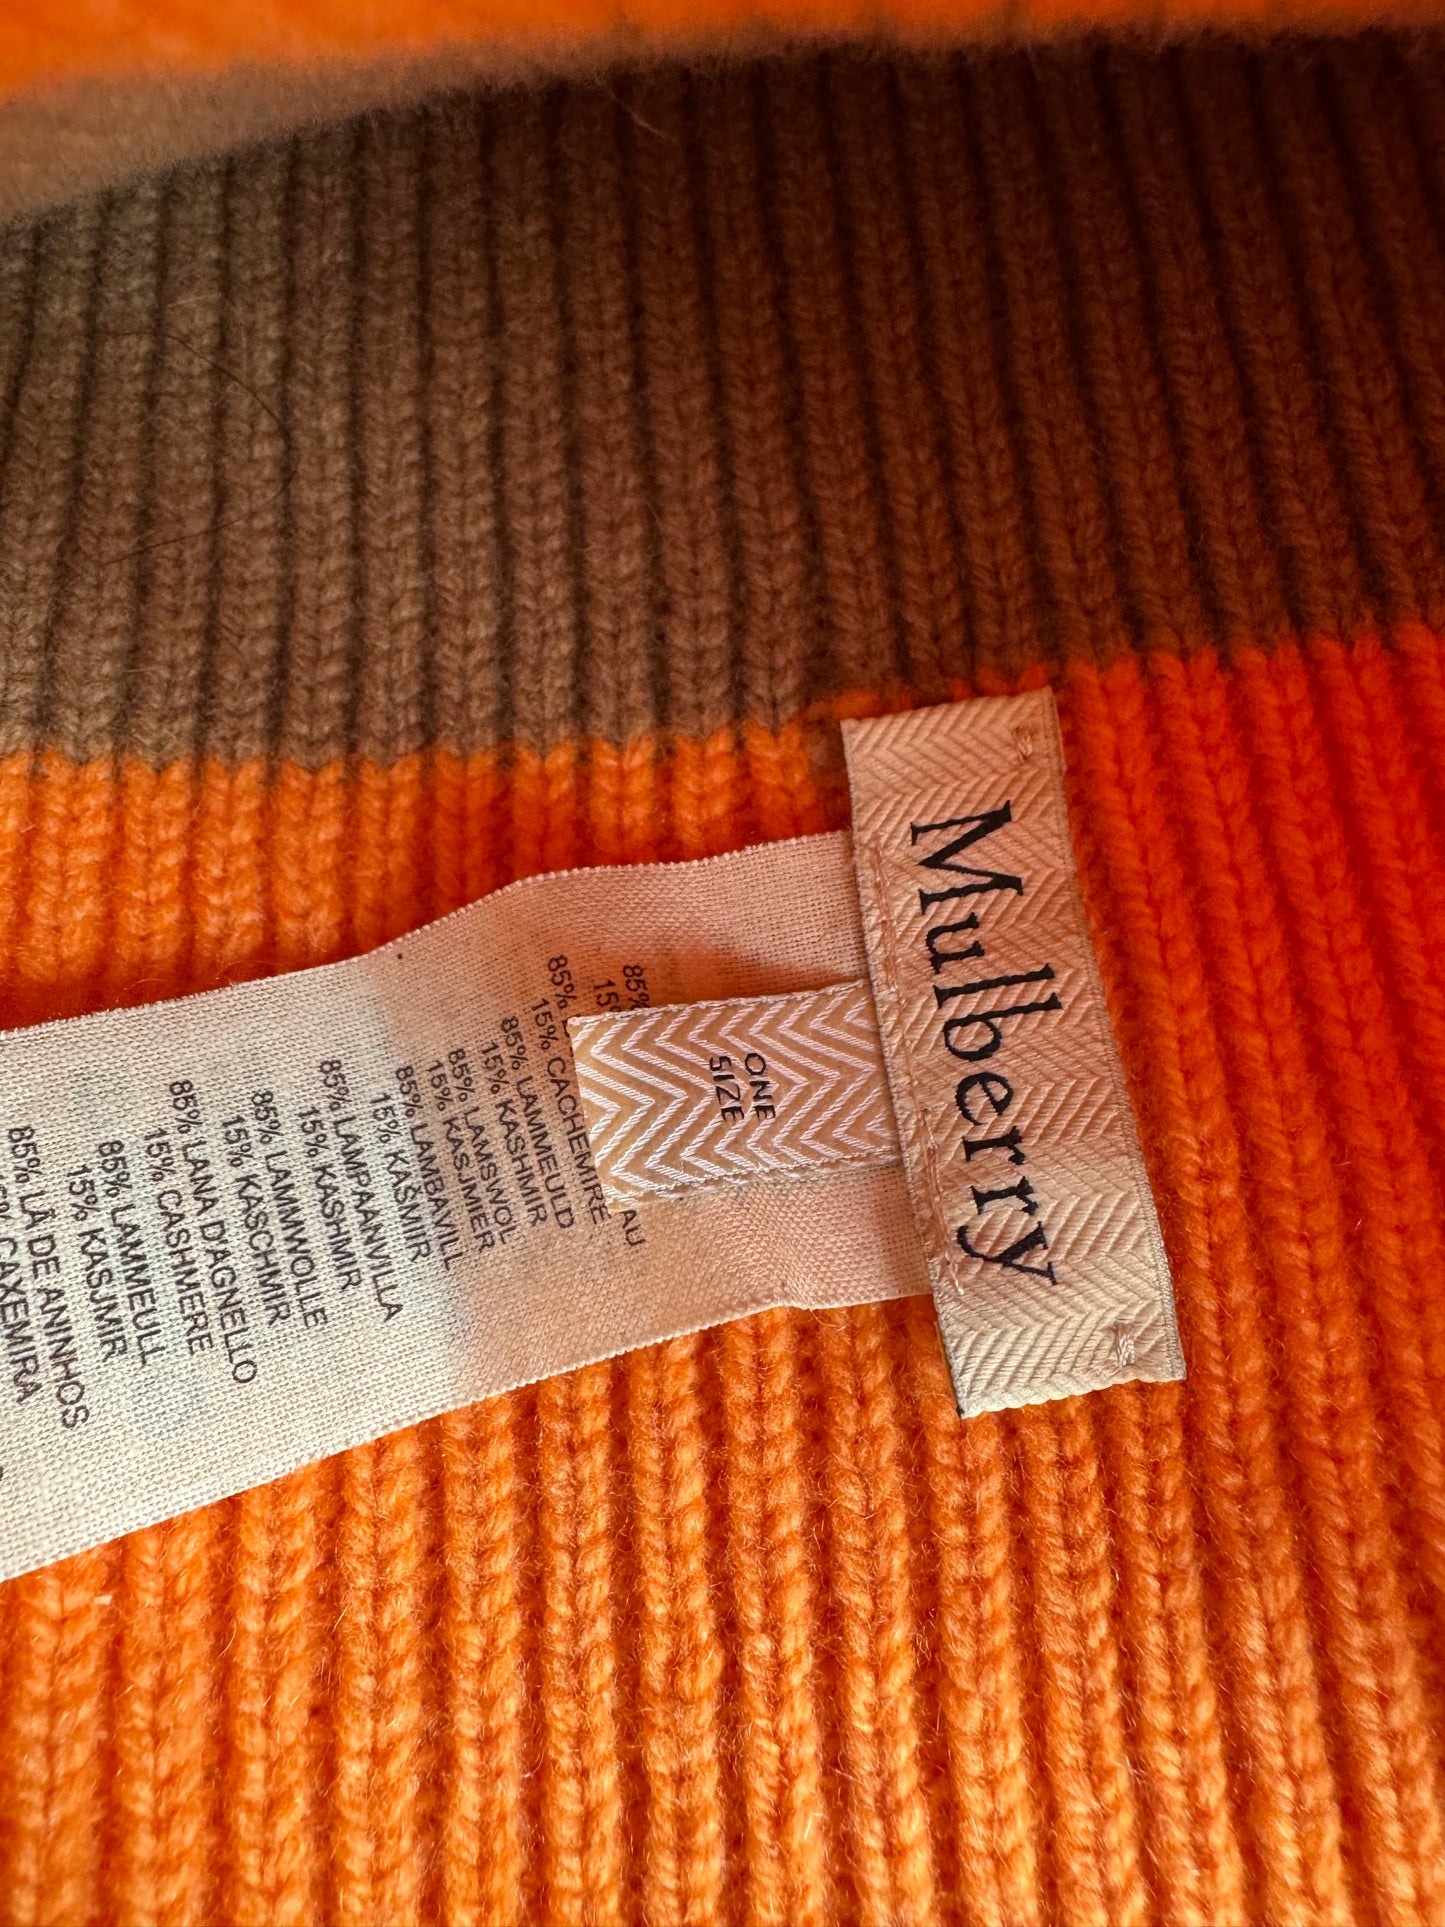 Mulberry
ONE
SIZE
85%
15%
AU
85%
15% CACHEMIRE
85% LAMMEULD
15% KASHMIR
85% LAMSWOL
15% KASJMIER
85% LAMBAVILL
15% KAŠMIR
85% LAMPAANVILLA
15% KASHMIR
85% LAMMWOLLE
15% KASCHMIR
85% LANA D'AGNELLO
15% CASHMERE
85% LAMMEULL
15% KASJMIR
85% LÃ DE ANINHOS
CAXEMIRA